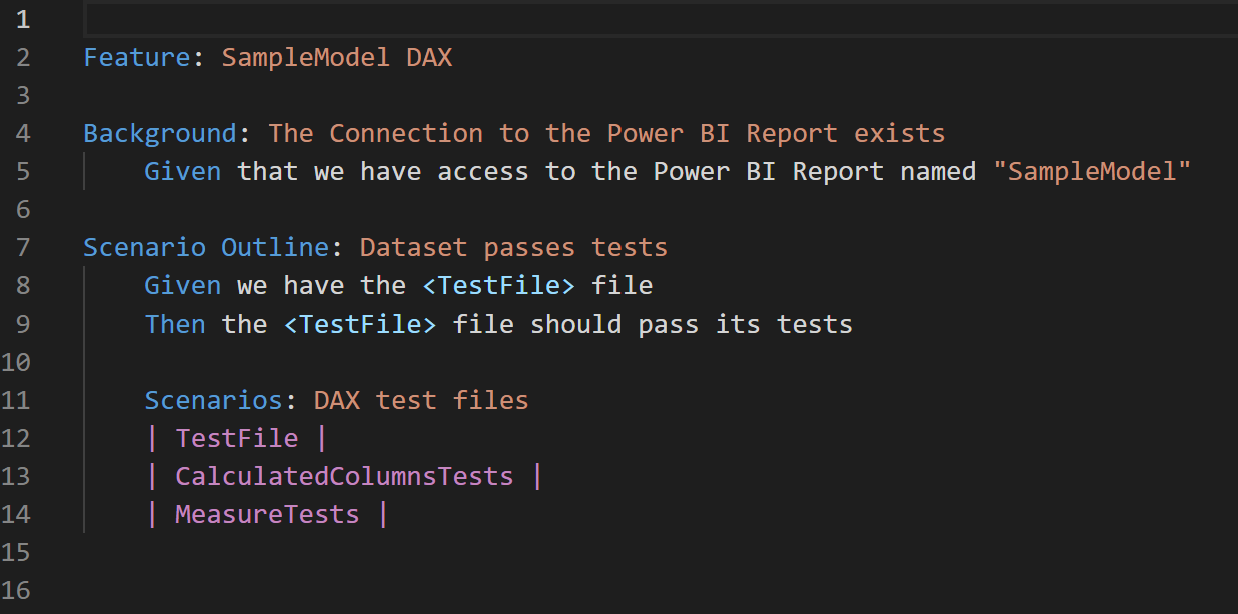 1
2 Feature: SampleModel DAX
3
4 Background: The Connection to the Power BI Report exists
5 Given that we have access to the Power BI Report named "SampleModel"
6
7 Scenario Outline: Dataset passes tests
8 Given we have the <TestFile> file
9 Then the <TestFile> file should pass its tests
10
11 Scenarios: DAX test files
12 | TestFile |
13 | CalculatedColumnsTests |
14 | MeasureTests |
15
16